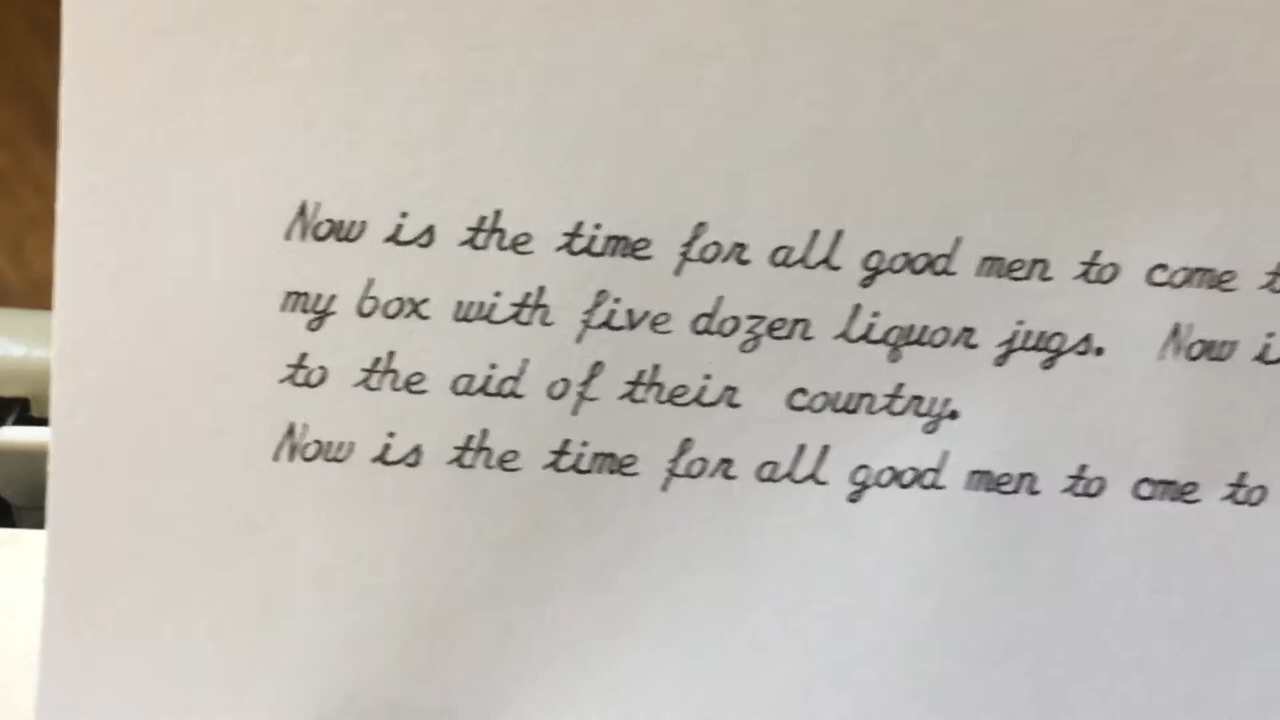 Now is the time for all good men to come t
my box with five dozen liquor jugs. Now i
to the aid of their country.
Now is the time for all good men to ome to